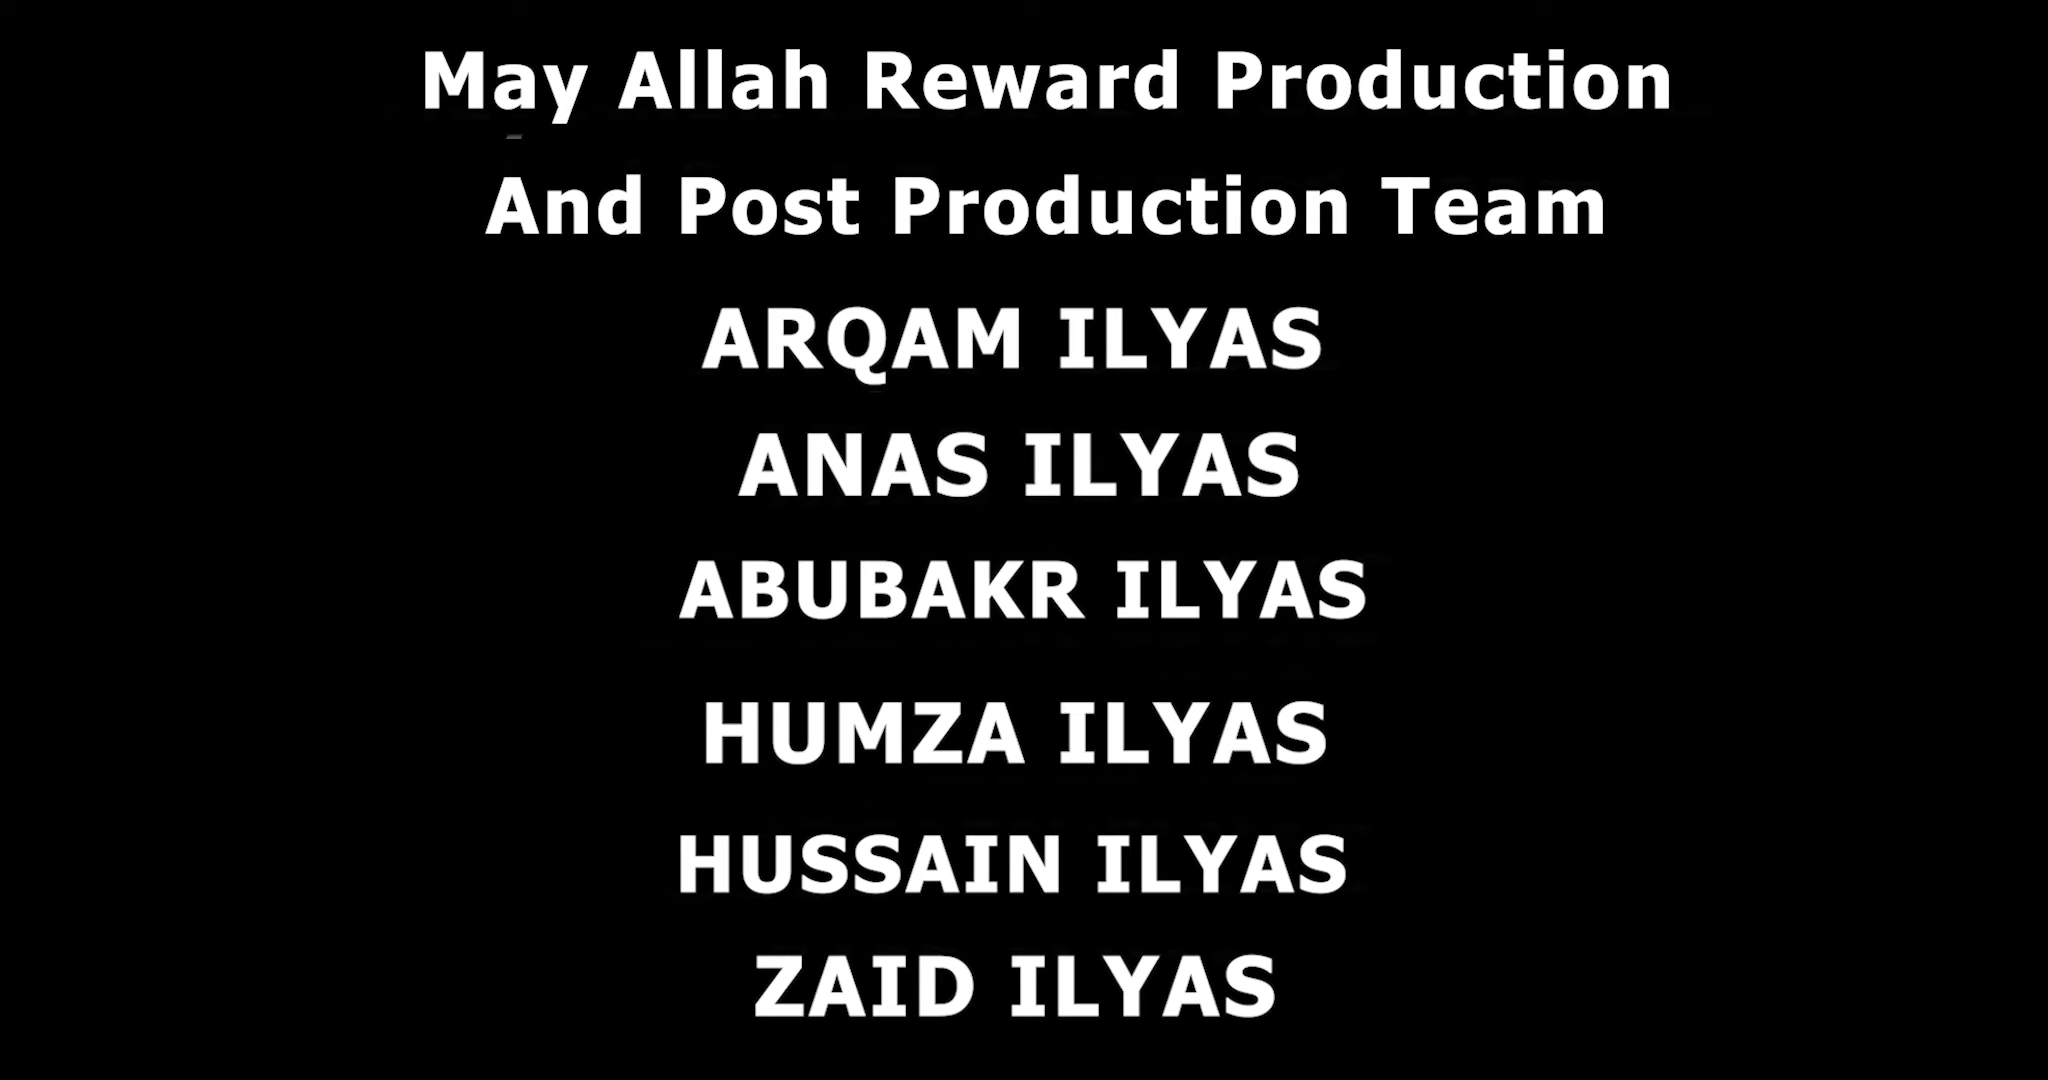 May Allah Reward Production
And Post Production Team
ARQAM ILYAS
ANAS ILYAS
ABUBAKR ILYAS
HUMZA ILYAS
HUSSAIN ILYAS
ZAID ILYAS